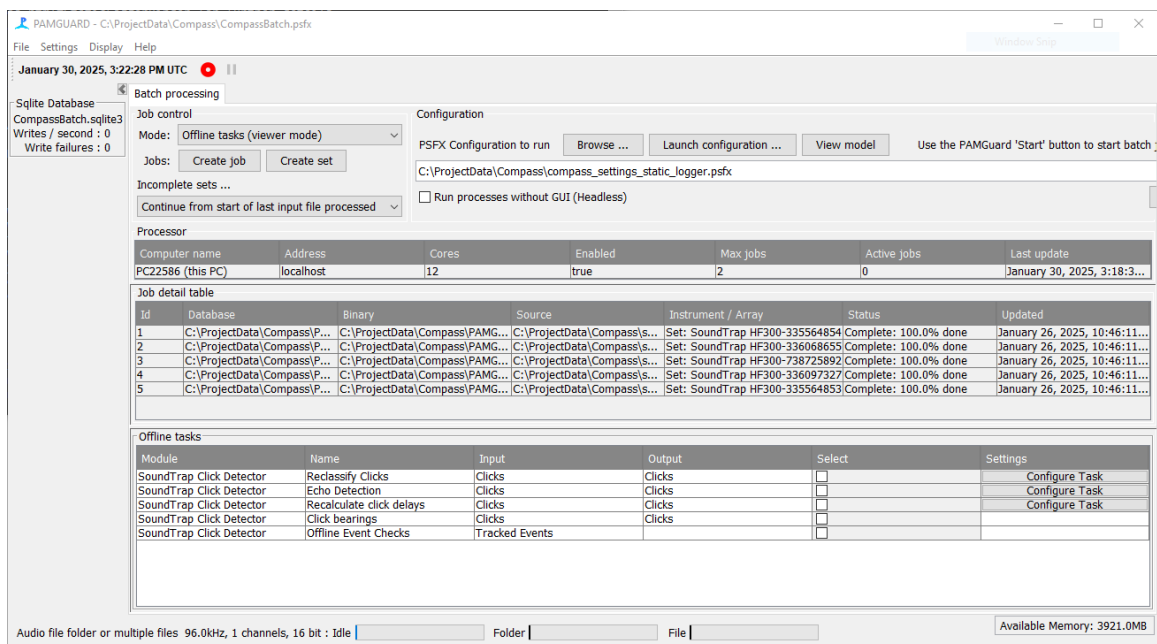 PAMGUARD - C:\ProjectData\Compass\CompassBatch.psfx
File Settings Display Help
Window Snip
January 30, 2025, 3:22:28 PM UTC
Sqlite Database
CompassBatch.sqlite3
Writes / second : 0
Write failures : 0
Batch processing
Job control
Mode: Offline tasks (viewer mode)
Jobs: Create job Create set
Incomplete sets ...
Continue from start of last input file processed
Configuration
PSFX Configuration to run Browse ... Launch configuration ... View model Use the PAMGuard 'Start' button to start batch
C:\ProjectData\Compass\compass_settings_static_logger.psfx
Run processes without GUI (Headless)
Processor
Computer name Address Cores Enabled Max jobs Active jobs Last update
PC22586 (this PC) localhost 12 true 2 0 January 30, 2025, 3:18:3...
Job detail table
Id Database Binary Source Instrument / Array Status Updated
1 C:\ProjectData\Compass\P... C:\ProjectData\Compass\PAMG... C:\ProjectData\Compass\s... Set: SoundTrap HF300-335564854 Complete: 100.0% done January 26, 2025, 10:46:11...
2 C:\ProjectData\Compass\P... C:\ProjectData\Compass\PAMG... C:\ProjectData\Compass\s... Set: SoundTrap HF300-336068655 Complete: 100.0% done January 26, 2025, 10:46:11...
3 C:\ProjectData\Compass\P... C:\ProjectData\Compass\PAMG... C:\ProjectData\Compass\s... Set: SoundTrap HF300-738725892 Complete: 100.0% done January 26, 2025, 10:46:11...
4 C:\ProjectData\Compass\P... C:\ProjectData\Compass\PAMG... C:\ProjectData\Compass\s... Set: SoundTrap HF300-336097327 Complete: 100.0% done January 26, 2025, 10:46:11...
5 C:\ProjectData\Compass\P... C:\ProjectData\Compass\PAMG... C:\ProjectData\Compass\s... Set: SoundTrap HF300-335564853 Complete: 100.0% done January 26, 2025, 10:46:11...
Offline tasks
Module Name Input Output Select Settings
SoundTrap Click Detector Reclassify Clicks Clicks Clicks Configure Task
SoundTrap Click Detector Echo Detection Clicks Clicks Configure Task
SoundTrap Click Detector Recalculate click delays Clicks Clicks Configure Task
SoundTrap Click Detector Click bearings Clicks Clicks
SoundTrap Click Detector Offline Event Checks Tracked Events
Audio file folder or multiple files 96.0kHz, 1 channels, 16 bit : Idle Folder File Available Memory: 3921.0MB